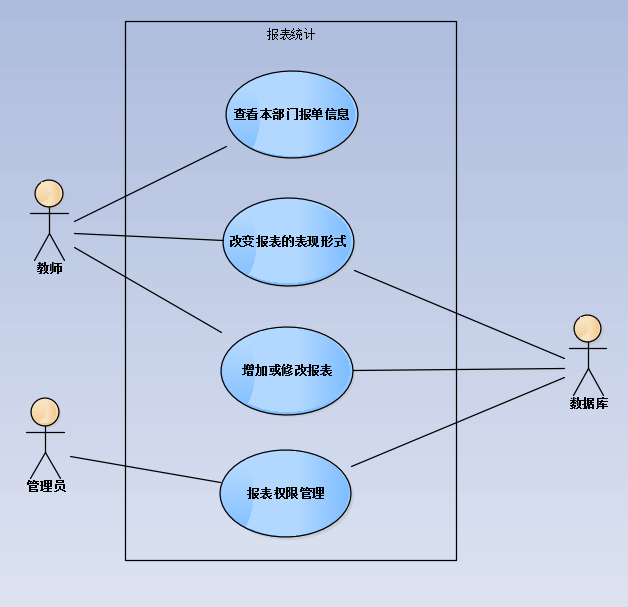 报表统计
查看本部门报单信息
教师
改变报表的表现形式
增加或修改报表
数据库
管理员
报表权限管理